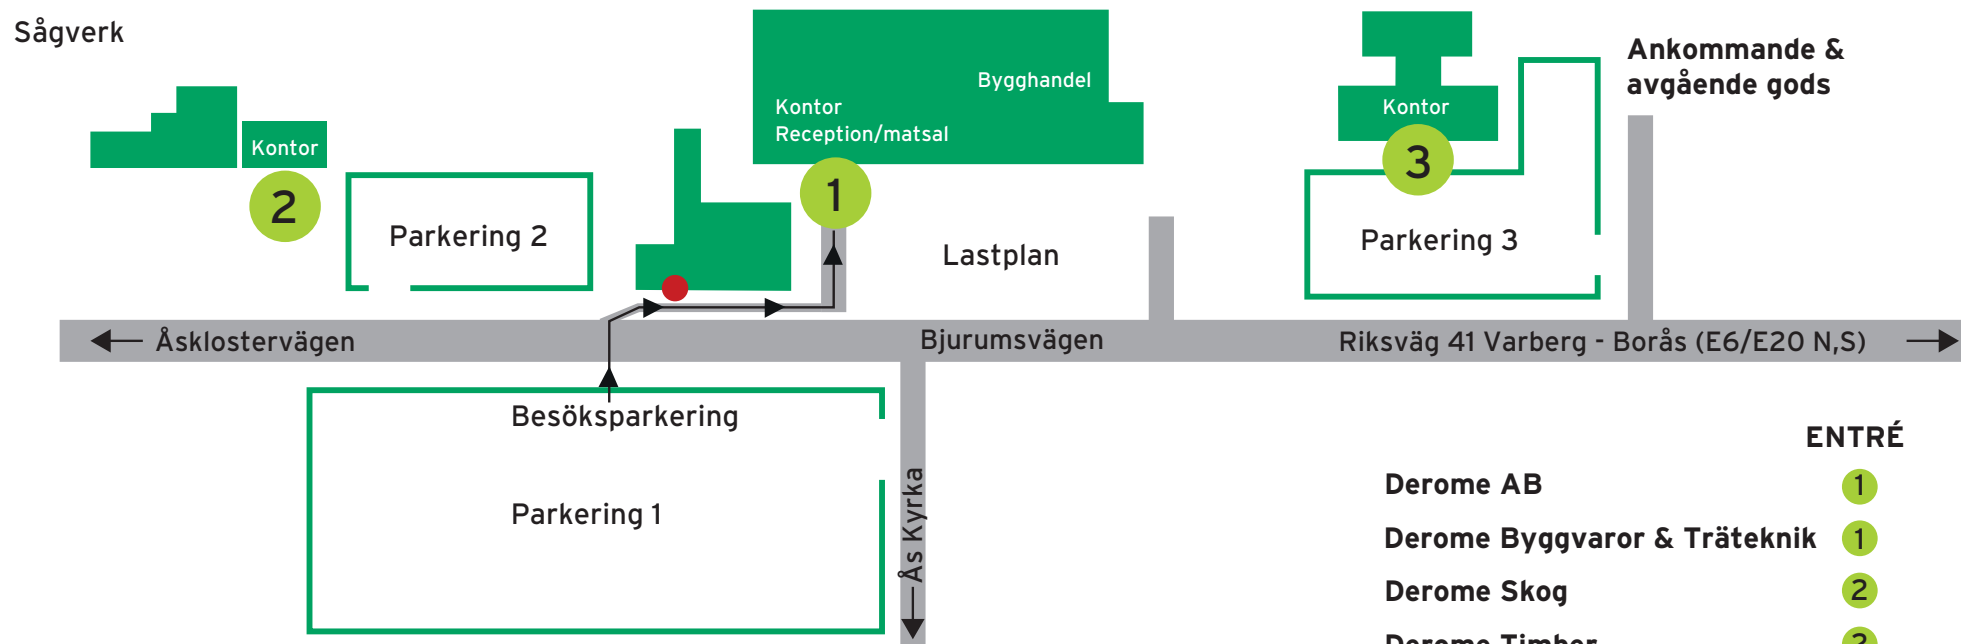 Sågverk
Bygghandel
Kontor
Reception/matsal
Kontor
Ankommande &
avgående gods
Kontor
2
1
3
Parkering 2
Lastplan
Parkering 3
Åsklostervägen
Bjurumsvägen
Riksväg 41 Varberg - Borås (E6/E20 N,S)
Besöksparkering
Parkering 1
Ås Kyrka
ENTRÉ
Derome AB 1
Derome Byggvaror & Träteknik 1
Derome Skog 2
Derome Timber